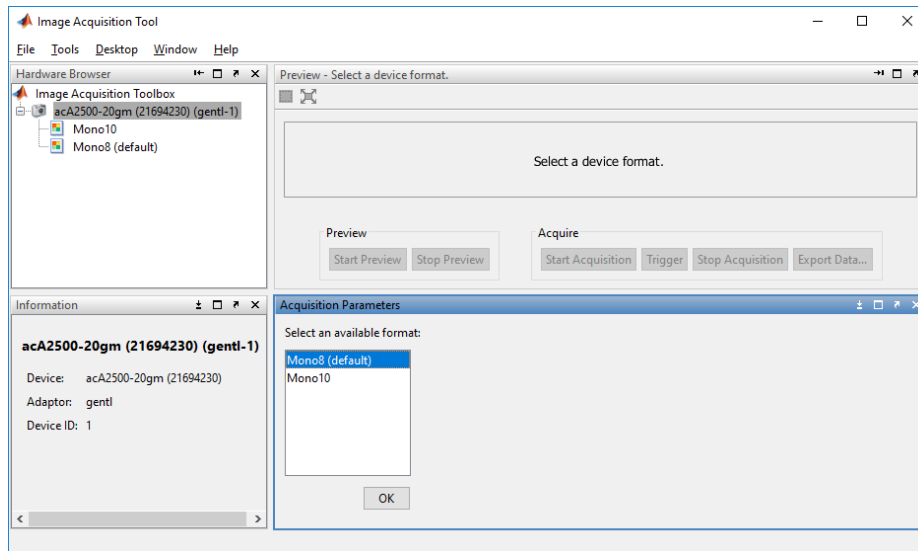 Image Acquisition Tool
File Tools Desktop Window Help
Hardware Browser
Image Acquisition Toolbox
acA2500-20gm (21694230) (gentl-1)
Mono10
Mono8 (default)
Preview - Select a device format.
Select a device format.
Preview
Start Preview Stop Preview
Acquire
Start Acquisition Trigger Stop Acquisition Export Data...
Information
acA2500-20gm (21694230) (gentl-1)
Device: acA2500-20gm (21694230)
Adaptor: gentl
Device ID: 1
Acquisition Parameters
Select an available format:
Mono8 (default)
Mono10
OK